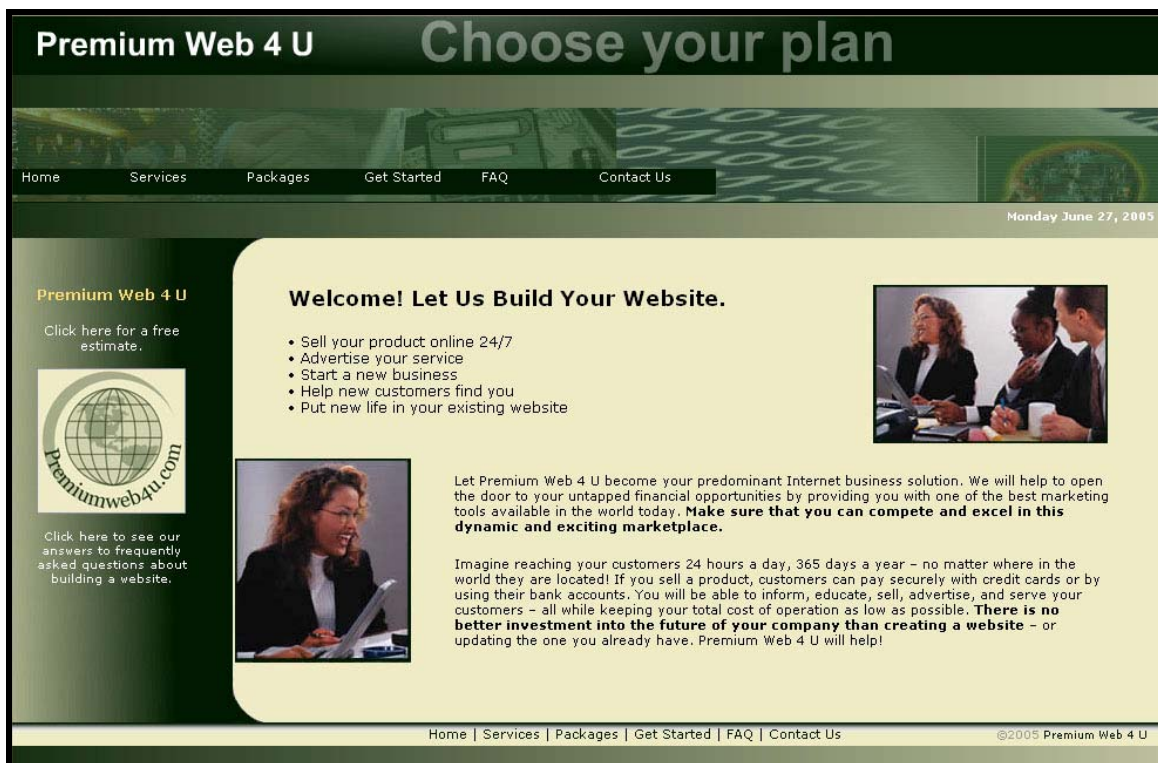 Premium Web 4 U
Choose your plan
Home Services Packages Get Started FAQ Contact Us
Monday June 27, 2005
Premium Web 4 U
Click here for a free
estimate.
Premiumweb4u.com
Click here to see our
answers to frequently
asked questions about
building a website.
Welcome! Let Us Build Your Website.
• Sell your product online 24/7
• Advertise your service
• Start a new business
• Help new customers find you
• Put new life in your existing website
Let Premium Web 4 U become your predominant Internet business solution. We will help to open
the door to your untapped financial opportunities by providing you with one of the best marketing
tools available in the world today. Make sure that you can compete and excel in this
dynamic and exciting marketplace.
Imagine reaching your customers 24 hours a day, 365 days a year – no matter where in the
world they are located! If you sell a product, customers can pay securely with credit cards or by
using their bank accounts. You will be able to inform, educate, sell, advertise, and serve your
customers – all while keeping your total cost of operation as low as possible. There is no
better investment into the future of your company than creating a website – or
updating the one you already have. Premium Web 4 U will help!
Home | Services | Packages | Get Started | FAQ | Contact Us
©2005 Premium Web 4 U